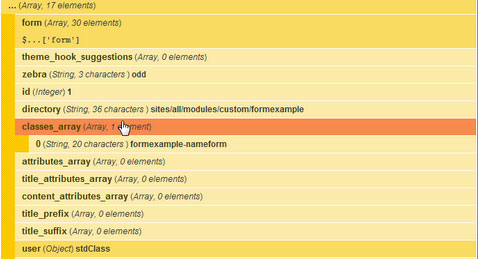 ... (Array, 17 elements)
form (Array, 30 elements)
$...['form']
theme_hook_suggestions (Array, 0 elements)
zebra (String, 3 characters ) odd
id (Integer) 1
directory (String, 36 characters ) sites/all/modules/custom/formexample
classes_array (Array, 1 element)
0 (String, 20 characters ) formexample-nameform
attributes_array (Array, 0 elements)
title_attributes_array (Array, 0 elements)
content_attributes_array (Array, 0 elements)
title_prefix (Array, 0 elements)
title_suffix (Array, 0 elements)
user (Object) stdClass